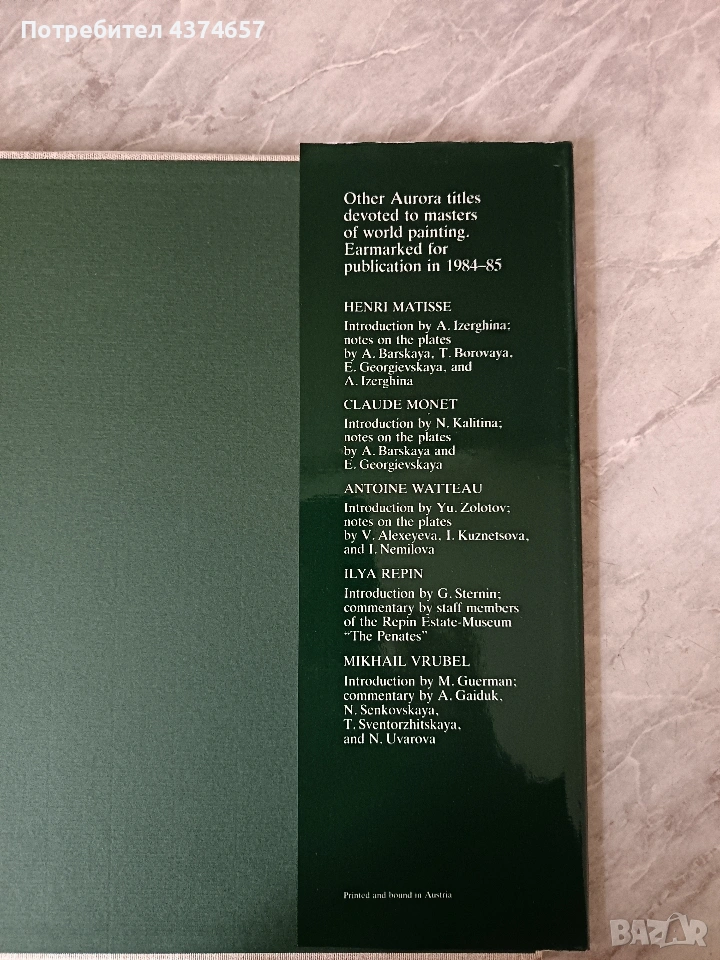 Потребител 4374657
Other Aurora titles
devoted to masters
of world painting.
Earmarked for
publication in 1984–85
HENRI MATISSE
Introduction by A. Izerghina;
notes on the plates
by A. Barskaya, T. Borovaya,
E. Georgievskaya, and
A. Izerghina
CLAUDE MONET
Introduction by N. Kalitina;
notes on the plates
by A. Barskaya and
E. Georgievskaya
ANTOINE WATTEAU
Introduction by Yu. Zolotov;
notes on the plates
by V. Alexeyeva, I. Kuznetsova,
and I. Nemilova
ILYA REPIN
Introduction by G. Sternin;
commentary by staff members
of the Repin Estate-Museum
“The Penates”
MIKHAIL VRUBEL
Introduction by M. Guerman;
commentary by A. Gaiduk,
N. Senkovskaya,
T. Sventorzhitskaya,
and N. Uvarova
Printed and bound in Austria
BAZAR